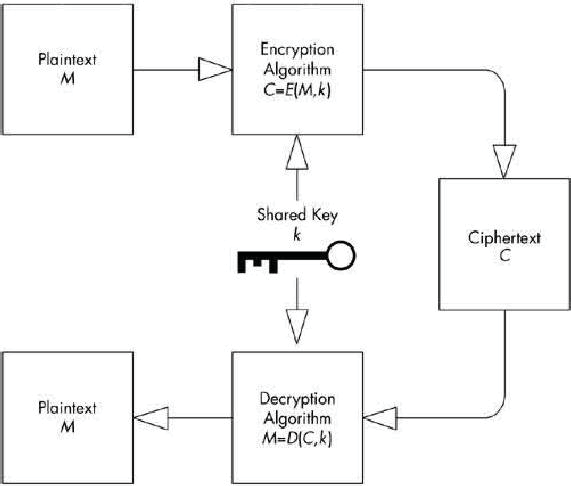 Plaintext
M
Encryption
Algorithm
C=E(M,k)
Shared Key
k
Ciphertext
C
Plaintext
M
Decryption
Algorithm
M=D(C,k)